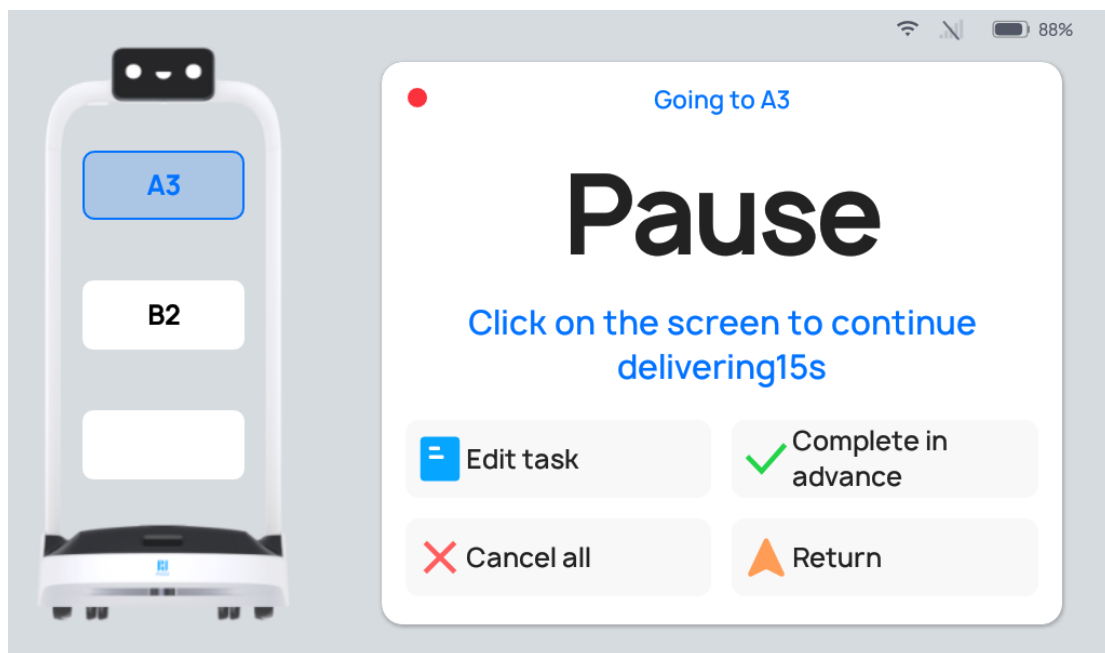 88%
Going to A3
A3
Pause
B2
Click on the screen to continue
delivering15s
Edit task
Complete in
advance
Cancel all
Return